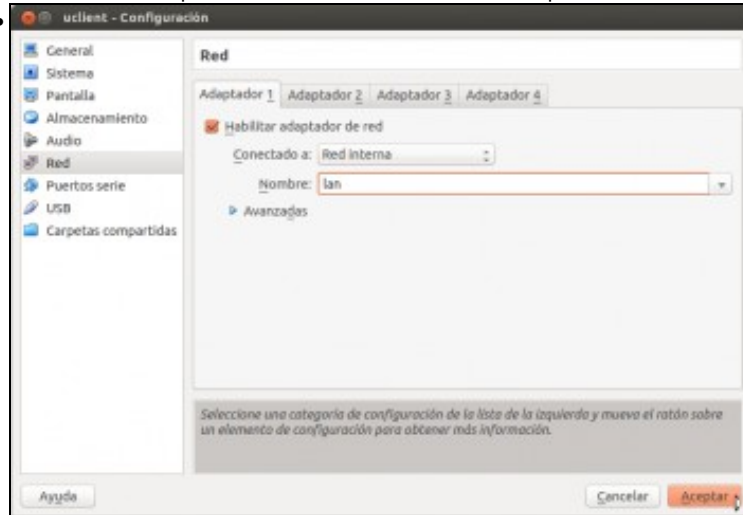 uclient - Configuración
General
Sistema
Pantalla
Almacenamiento
Audio
Red
Puertos serie
USB
Carpetas compartidas
Red
Adaptador 1 Adaptador 2 Adaptador 3 Adaptador 4
Habilitar adaptador de red
Conectado a: Red interna
Nombre: lan
Avanzadas
Seleccione una categoría de configuración de la lista de la izquierda y mueva el ratón sobre
un elemento de configuración para obtener más información.
Ayuda Cancelar Aceptar